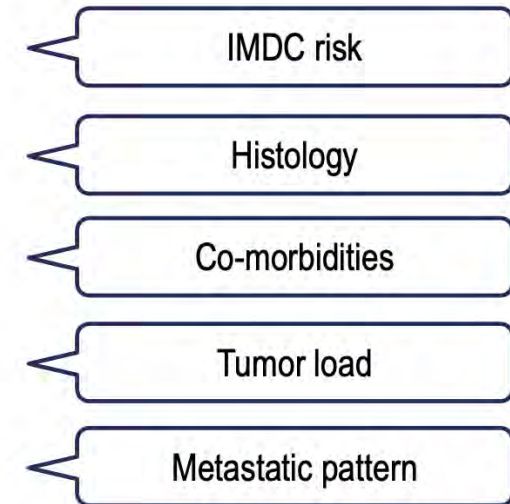 IMDC risk
Histology
Co-morbidities
Tumor load
Metastatic pattern